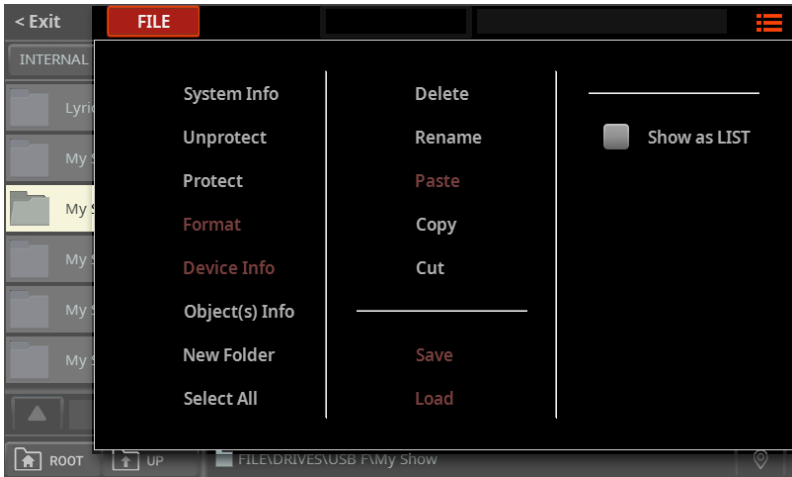 < Exit
FILE
INTERNAL
System Info
Unprotect
Protect
Format
Device Info
Object(s) Info
New Folder
Select All
Delete
Rename
Paste
Copy
Cut
Save
Load
Show as LIST
My
My
My
My
My
ROOT
UP
FILE\DRIVES\USB F\My Show